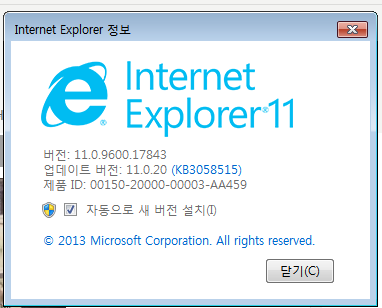 Internet Explorer 정보
Internet
Explorer®11
버전: 11.0.9600.17843
업데이트 버전: 11.0.20 (KB3058515)
제품 ID: 00150-20000-00003-AA459
자동으로 새 버전 설치(I)
© 2013 Microsoft Corporation. All rights reserved.
닫기(C)